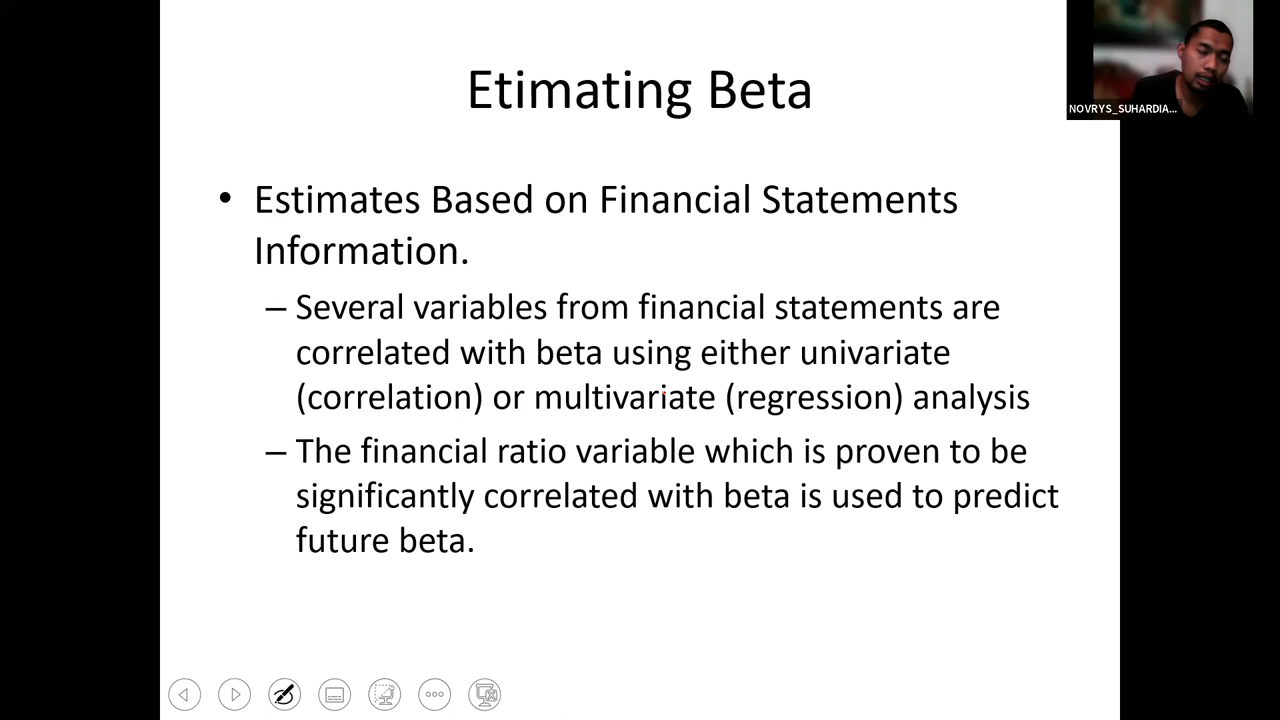 Etimating Beta
NOVRYS_SUHARDIA...
• Estimates Based on Financial Statements
Information.
– Several variables from financial statements are
correlated with beta using either univariate
(correlation) or multivariate (regression) analysis
– The financial ratio variable which is proven to be
significantly correlated with beta is used to predict
future beta.